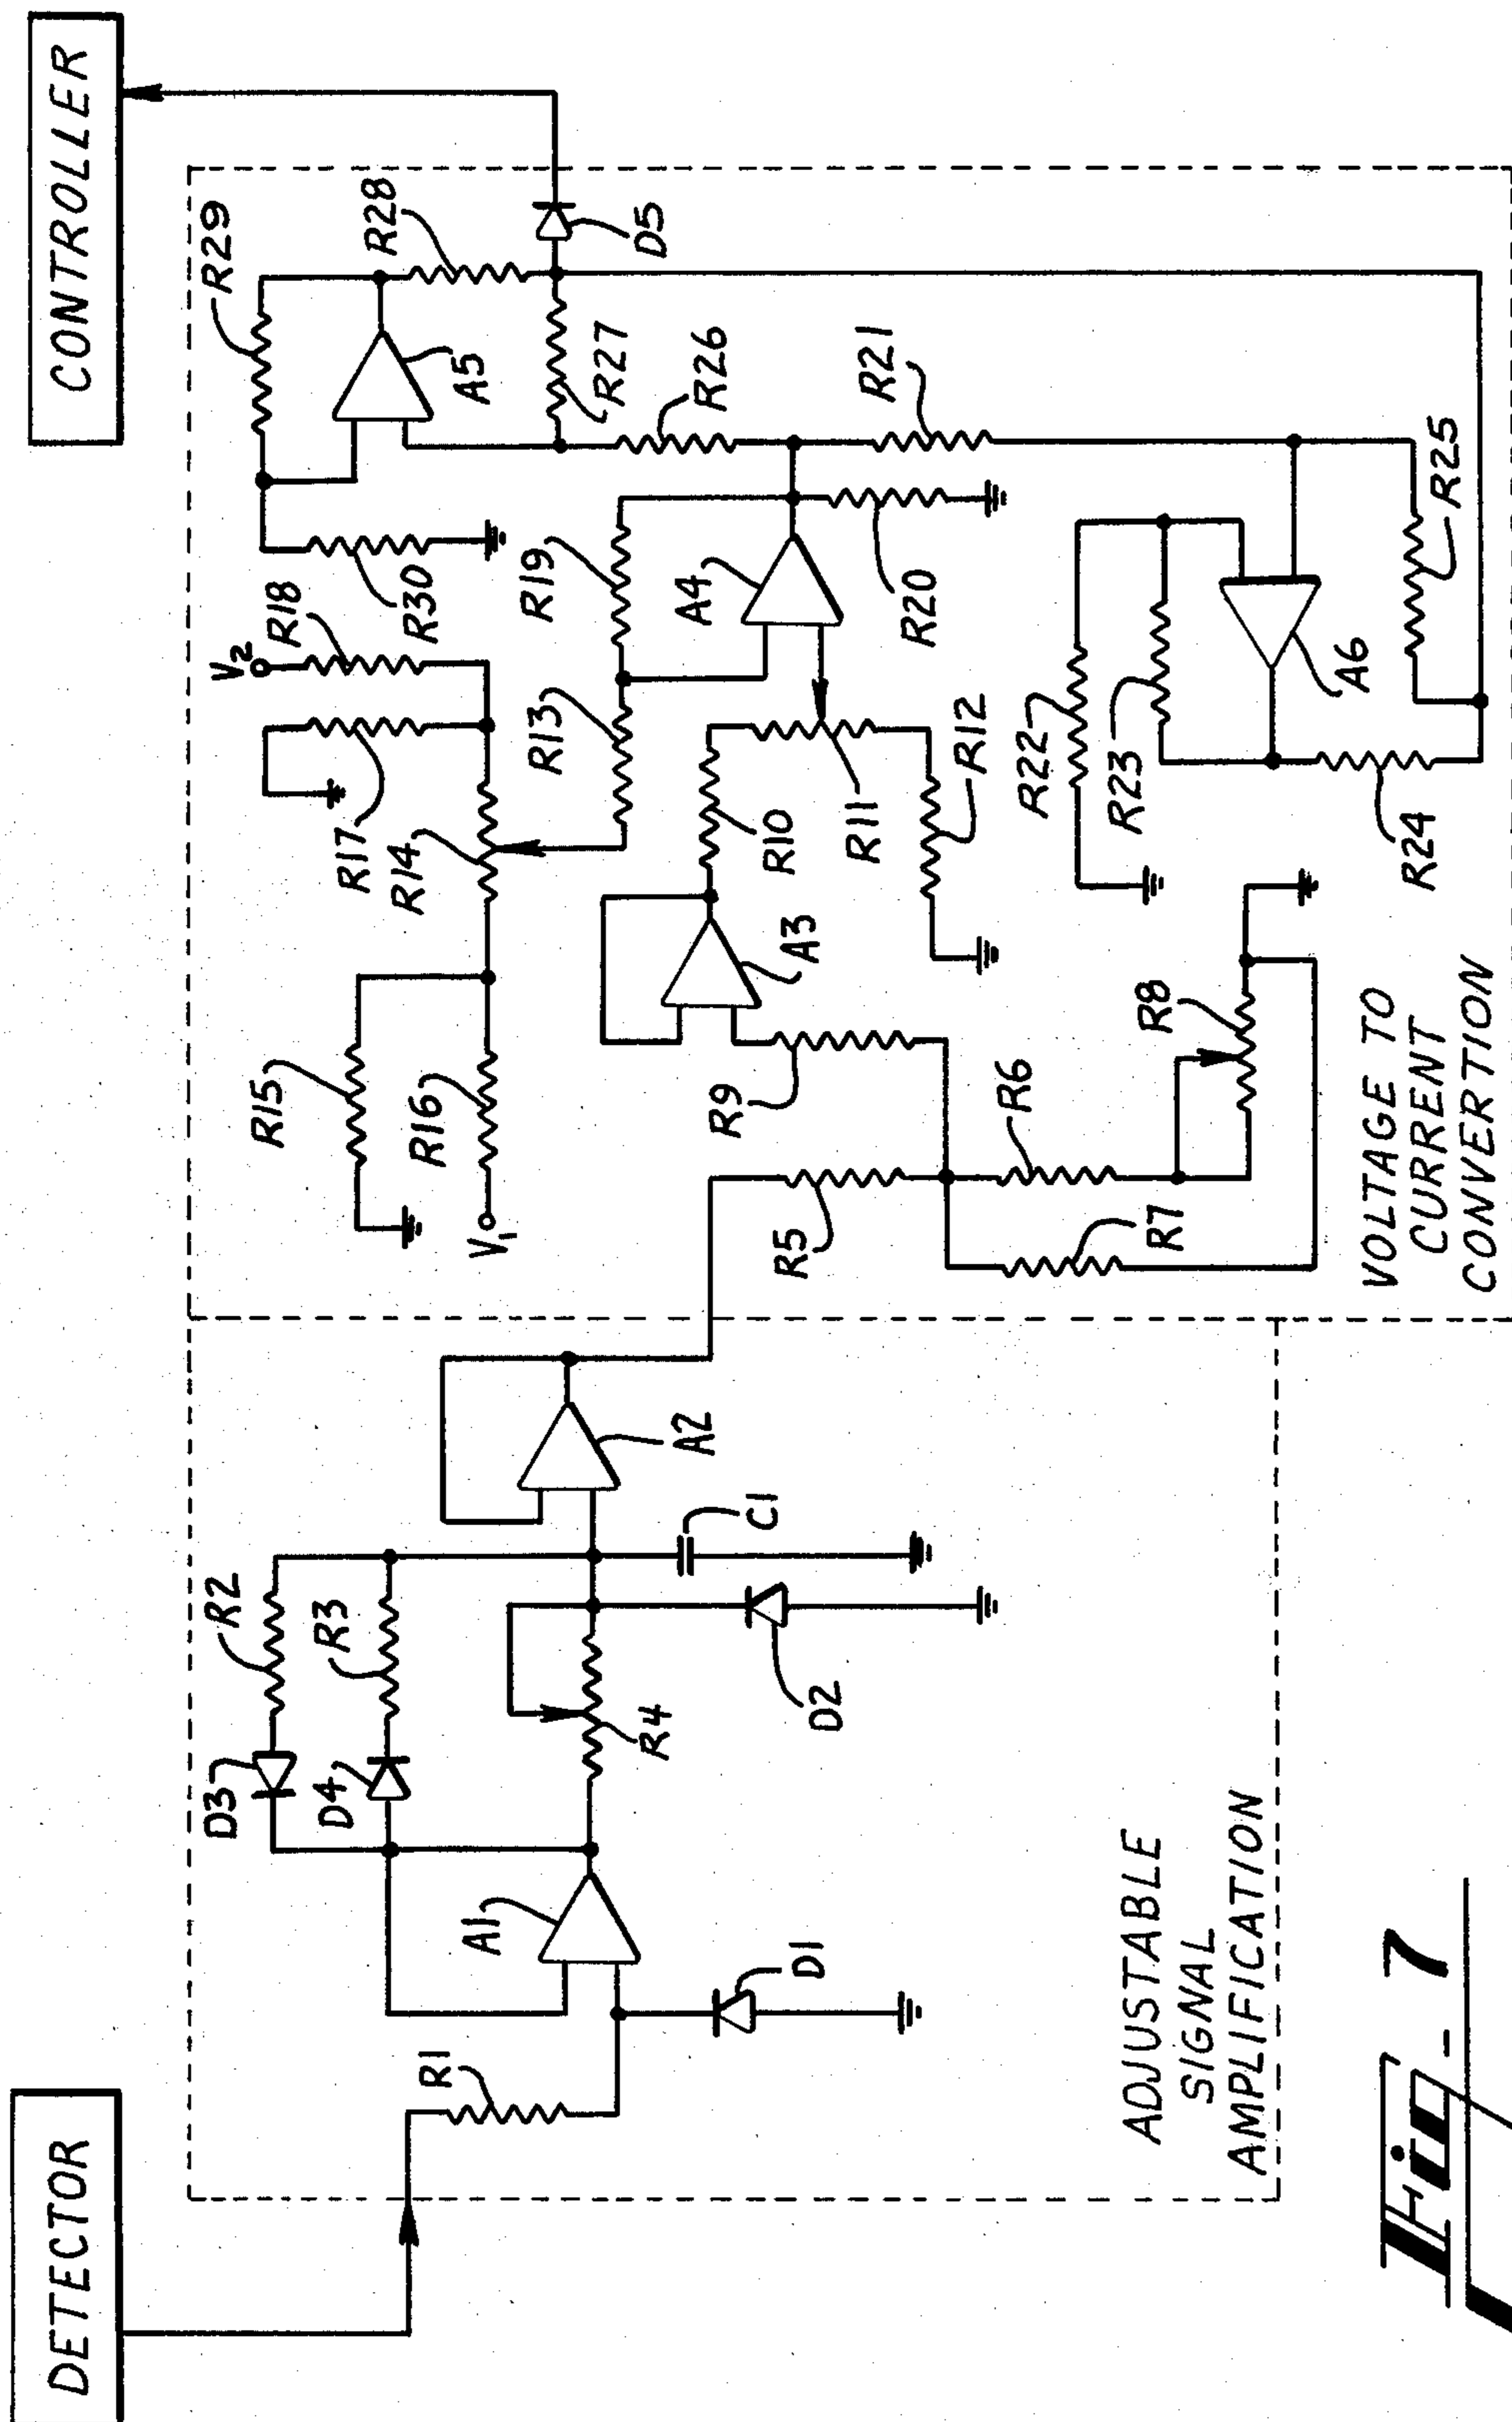 DETECTOR
CONTROLLER
R1
A1
D1
D3
R2
D4
R3
R4
D2
C1
A2
ADJUSTABLE
SIGNAL
AMPLIFICATION
R15
R16
V1
R17
R14
V2
R18
R30
R29
A5
R28
D5
R27
R26
R13
R19
A4
R20
R21
R9
A3
R10
R11
R12
R5
R6
R7
R8
R22
R23
A6
R24
R25
VOLTAGE TO
CURRENT
CONVERTION
Fig. 7